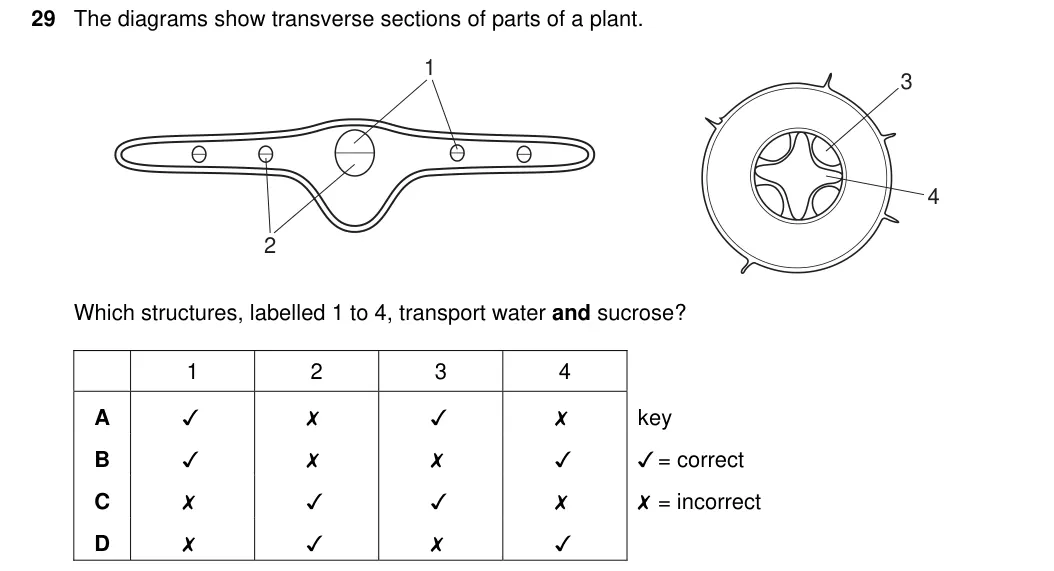 29 The diagrams show transverse sections of parts of a plant.
1
3
4
2
Which structures, labelled 1 to 4, transport water and sucrose?
1 2 3 4
A ✓ ✗ ✓ ✗ key
B ✓ ✗ ✗ ✓ ✓ = correct
C ✗ ✓ ✓ ✗ ✗ = incorrect
D ✗ ✓ ✗ ✓